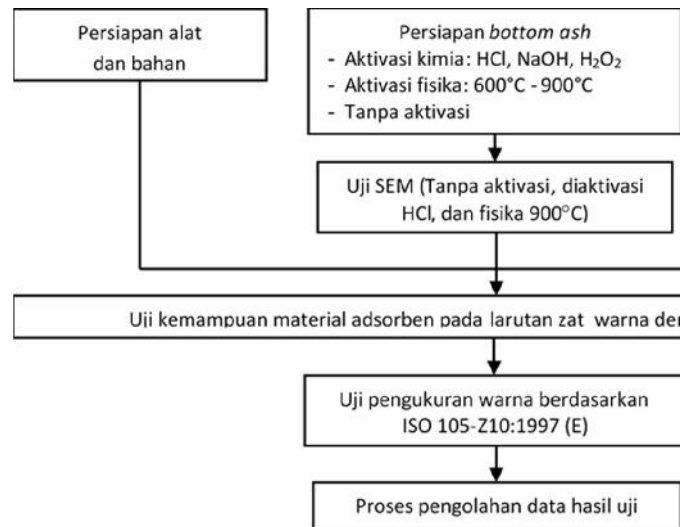 Persiapan alat
dan bahan
Persiapan bottom ash
- Aktivasi kimia: HCl, NaOH, H₂O₂
- Aktivasi fisika: 600°C - 900°C
- Tanpa aktivasi
Uji SEM (Tanpa aktivasi, diaktivasi
HCl, dan fisika 900°C)
Uji kemampuan material adsorben pada larutan zat warna der
Uji pengukuran warna berdasarkan
ISO 105-Z10:1997 (E)
Proses pengolahan data hasil uji